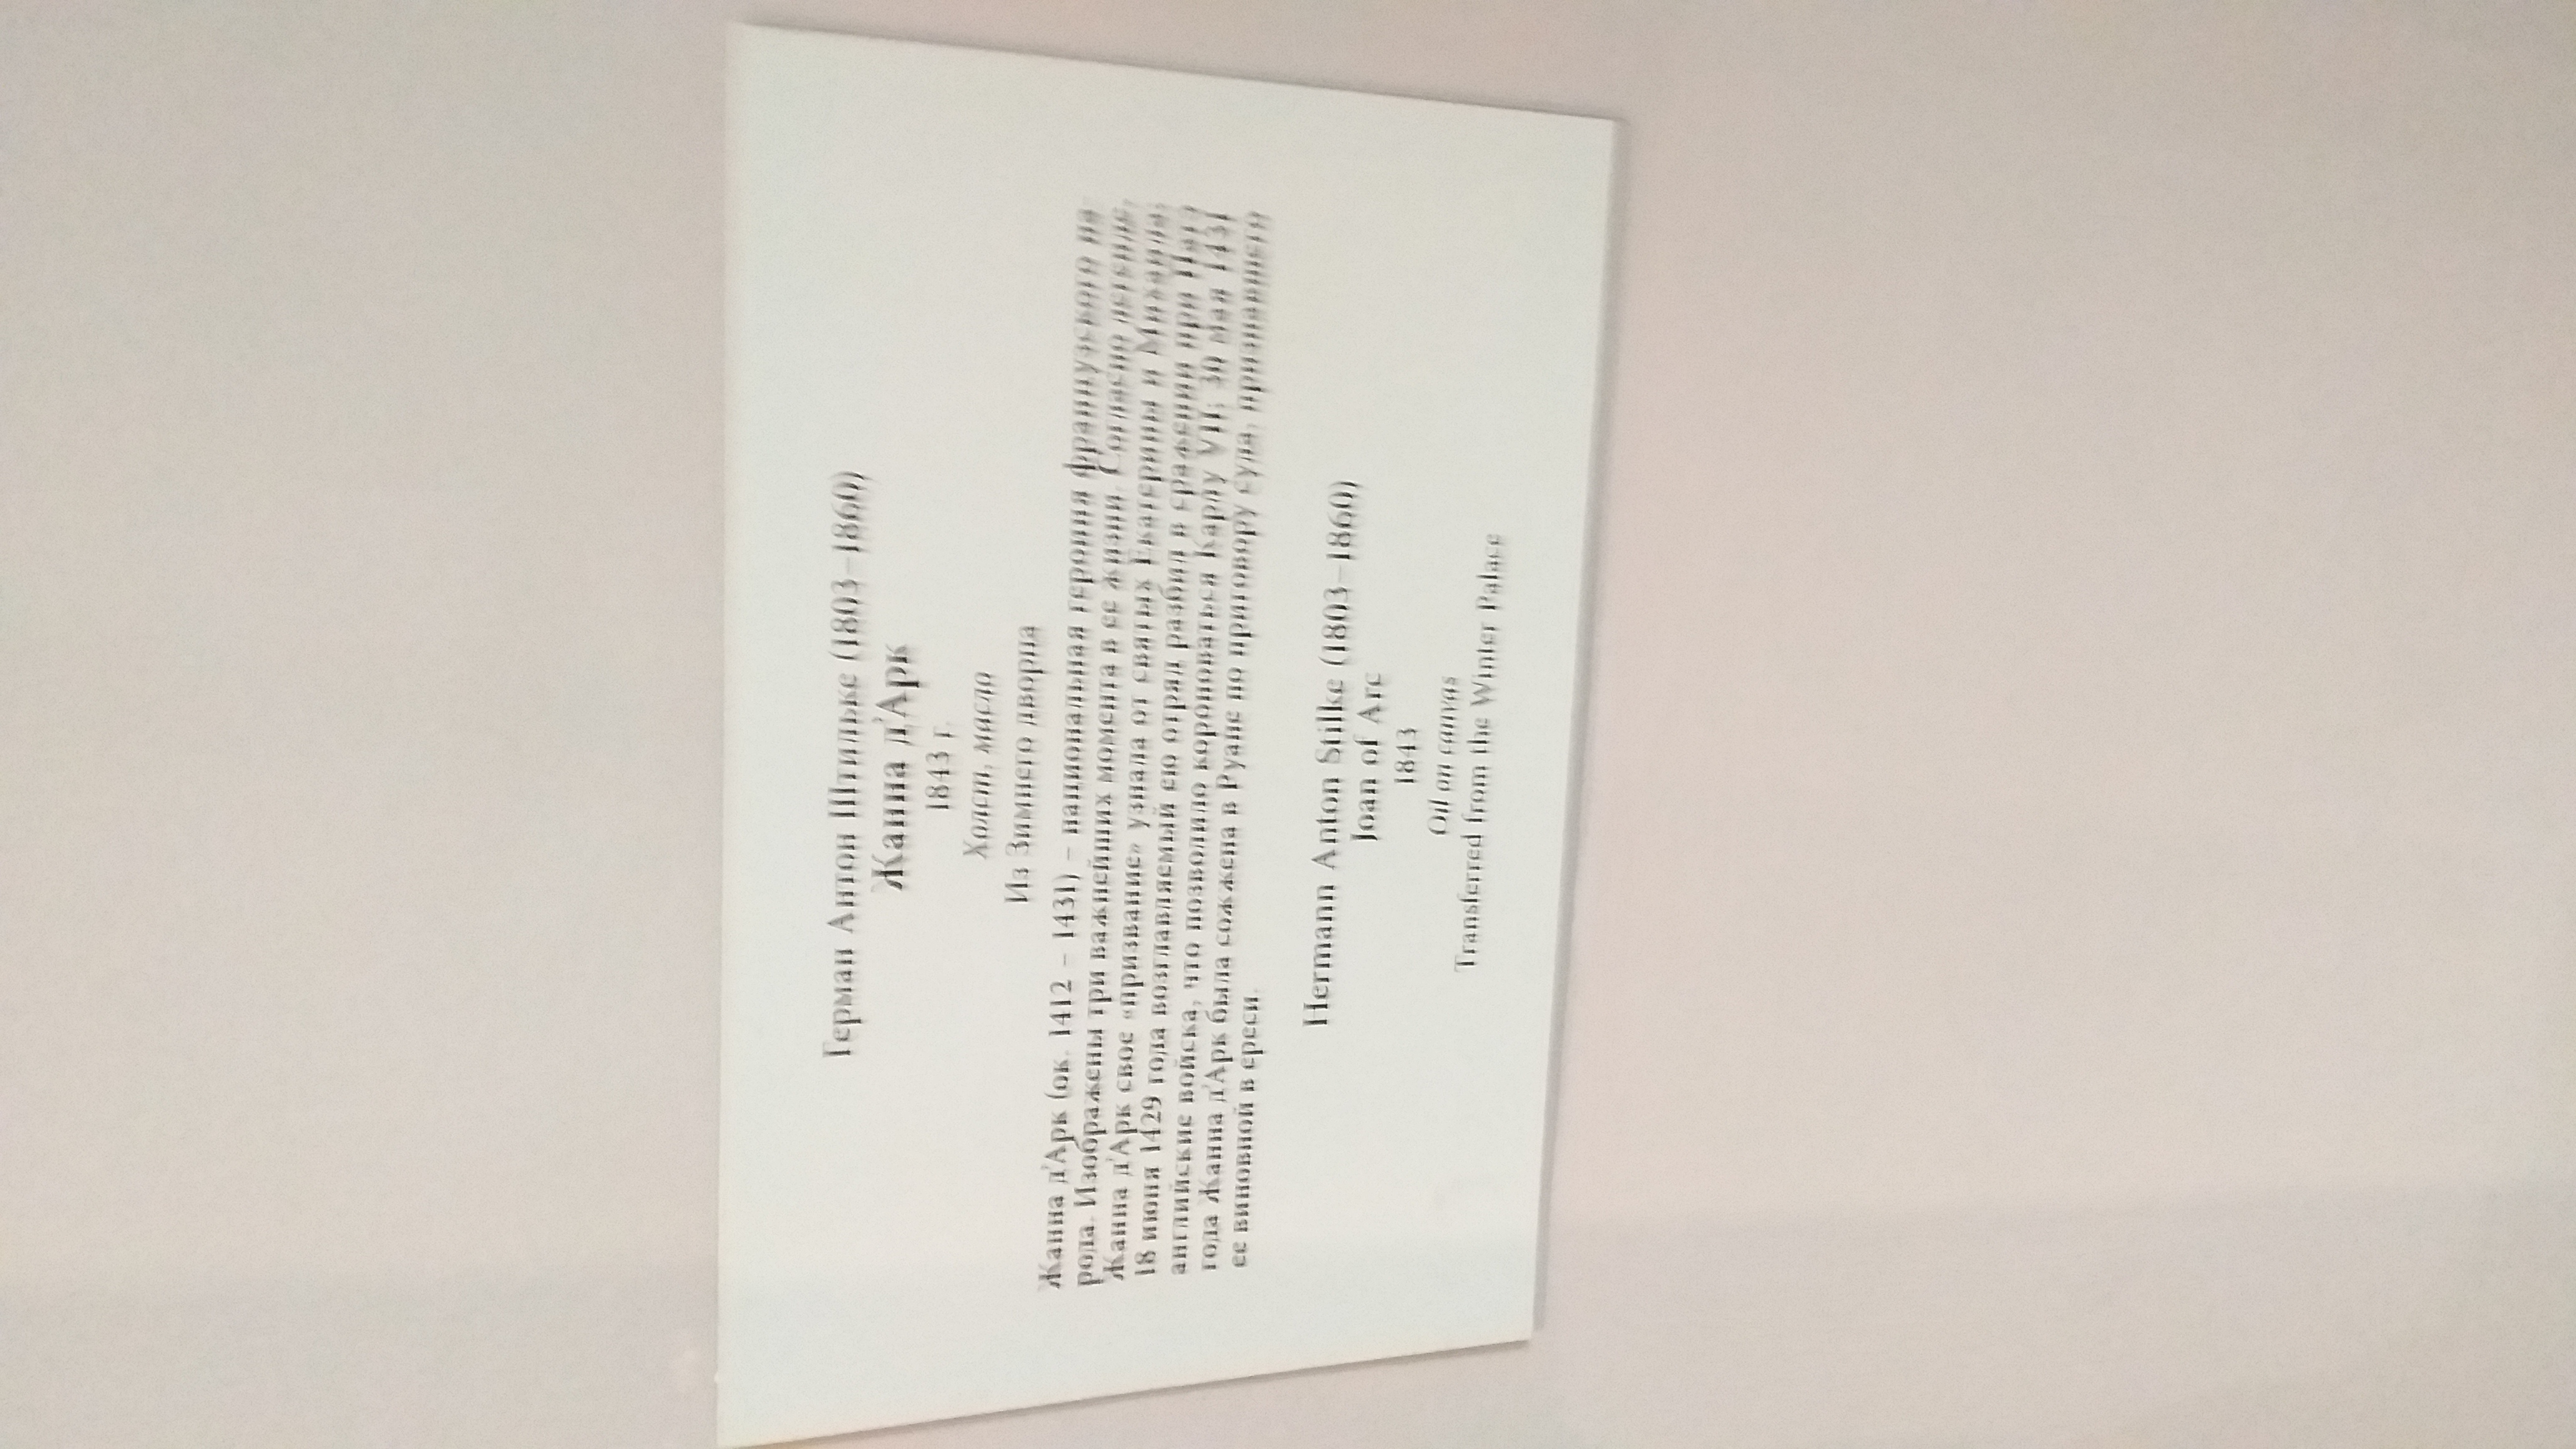 Герман Антон Штильке (1803–1860)
Жанна д'Арк
1843 г.
Холст, масло
Из Зимнего дворца
Жанна д'Арк (ок. 1412 – 1431) – национальная героиня французского на-
рода. Изображены три важнейших момента в ее жизни. Согласно легенде,
Жанна д'Арк свое «призвание» узнала от святых Екатерины и Михаила;
18 июня 1429 года возглавляемый ею отряд разбил в сражении при Патэ
английские войска, что позволило короноваться Карлу VII; 30 мая 1431
года Жанна д'Арк была сожжена в Руане по приговору суда, признавшего
ее виновной в ереси.
Hermann Anton Stilke (1803–1860)
Joan of Arc
1843
Oil on canvas
Transferred from the Winter Palace